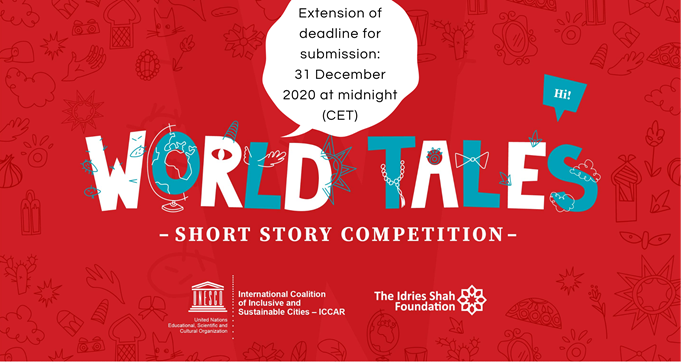 Extension of
deadline for
submission:
31 December
2020 at midnight
(CET)
Hi!
WORLD TALES
– SHORT STORY COMPETITION –
UNESCO
United Nations
Educational, Scientific and
Cultural Organization
International Coalition
of Inclusive and
Sustainable Cities – ICCAR
The Idries Shah
Foundation